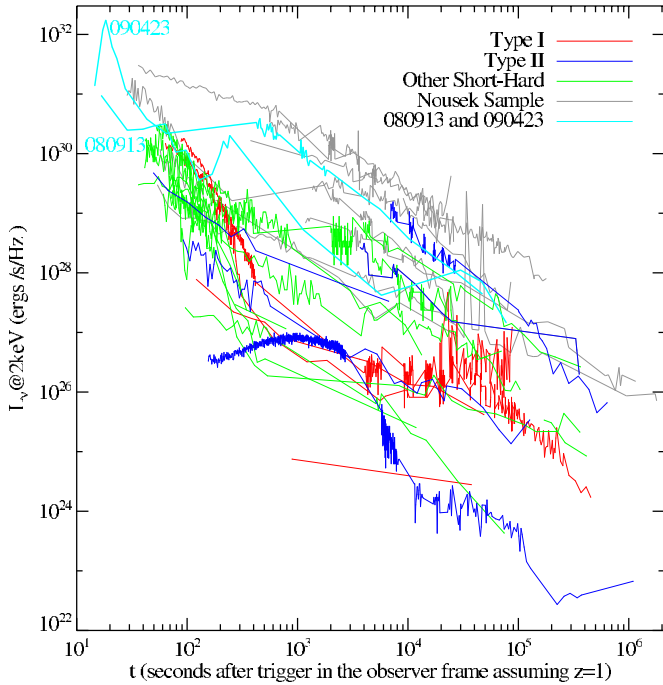 10^32
10^30
10^28
10^26
10^24
10^22
L_ν@2keV (ergs /s/Hz)
090423
080913
Type I
Type II
Other Short-Hard
Nousek Sample
080913 and 090423
10^1
10^2
10^3
10^4
10^5
10^6
t (seconds after trigger in the observer frame assuming z=1)